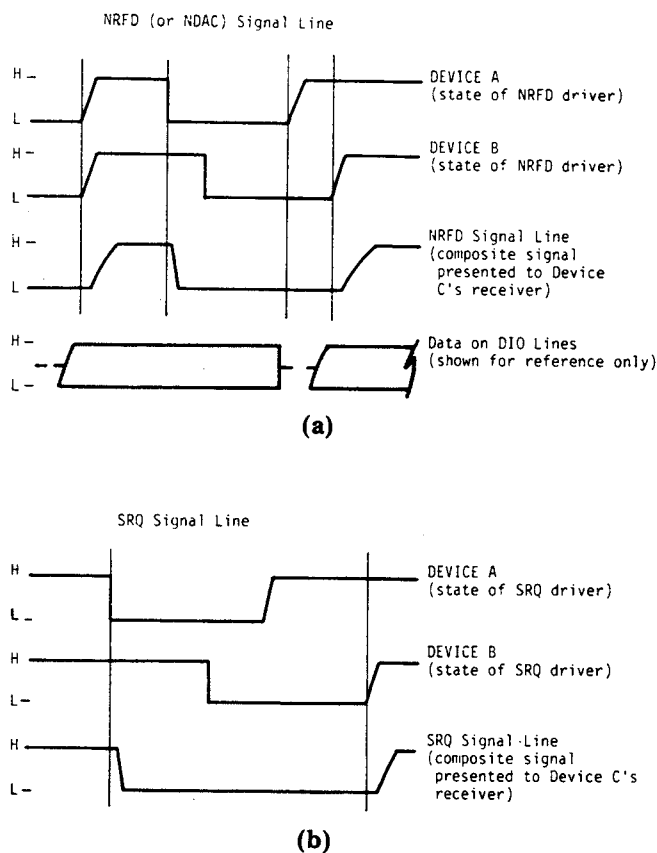 NRFD (or NDAC) Signal Line
H
L
DEVICE A
(state of NRFD driver)
H
L
DEVICE B
(state of NRFD driver)
H
L
NRFD Signal Line
(composite signal
presented to Device
C's receiver)
H
L
Data on DIO Lines
(shown for reference only)
(a)
SRQ Signal Line
H
L
DEVICE A
(state of SRQ driver)
H
L
DEVICE B
(state of SRQ driver)
H
L
SRQ Signal Line
(composite signal
presented to Device C's
receiver)
(b)